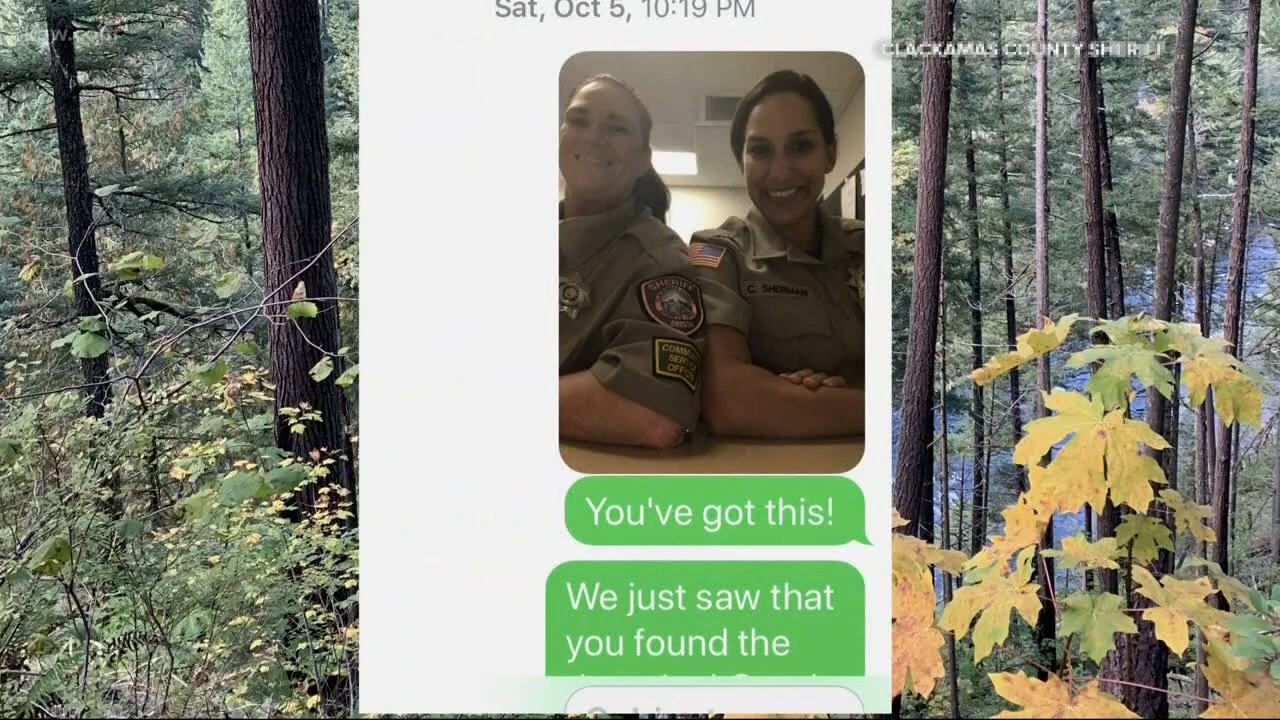 Sat, Oct 5, 10:19 PM
CLACKAMAS COUNTY SHERIFF
SHERIFF
OREGON
C. SHERMAN
You've got this!
We just saw that
you found the